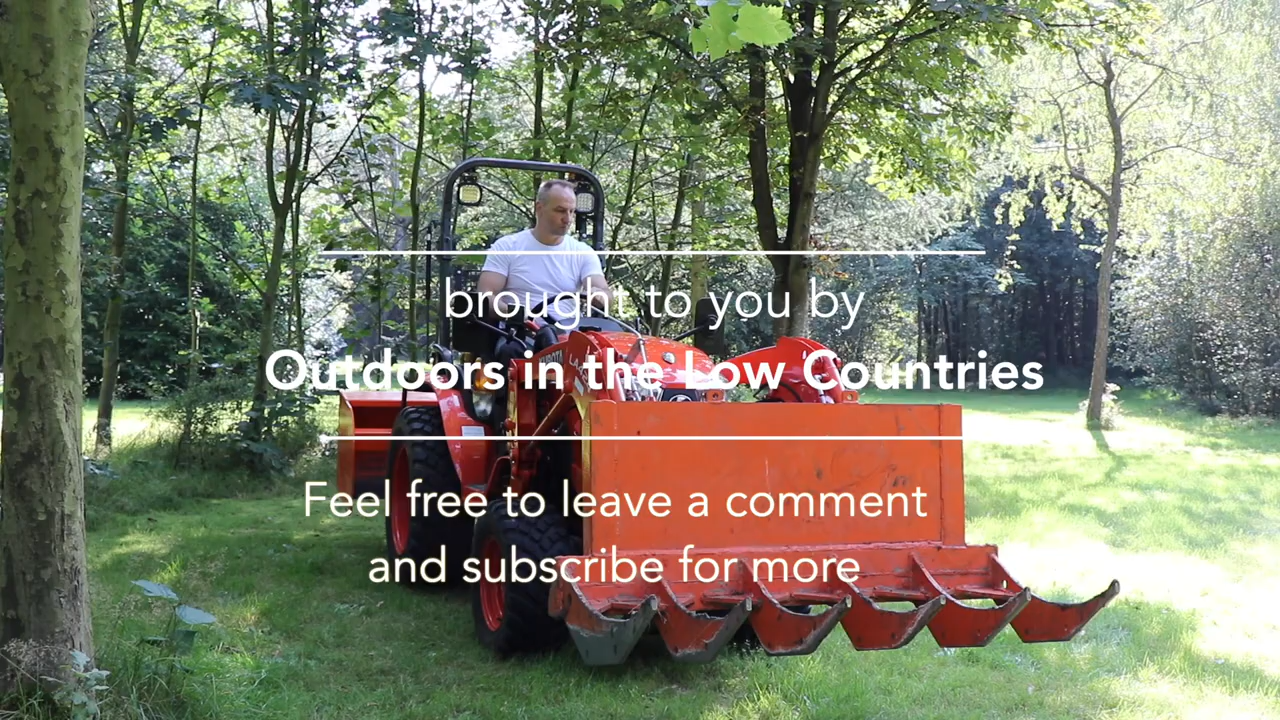 brought to you by
Outdoors in the Low Countries
Feel free to leave a comment
and subscribe for more